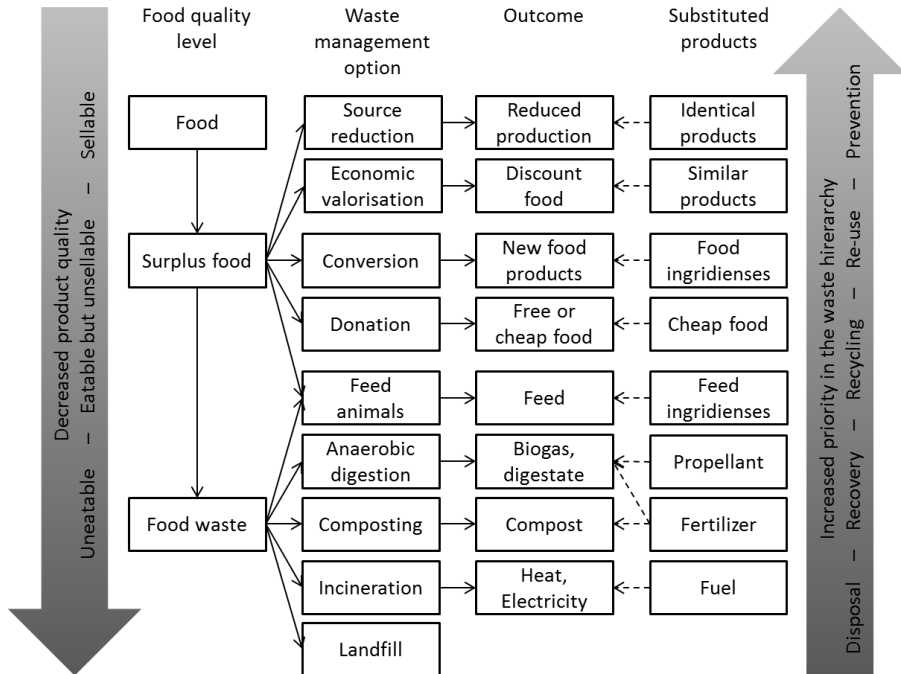 Food quality
level
Waste
management
option
Outcome
Substituted
products
Decreased product quality
Uneatable – Eatable but unsellable – Sellable
Food
Source
reduction
Reduced
production
Identical
products
Economic
valorisation
Discount
food
Similar
products
Surplus food
Conversion
New food
products
Food
ingridienses
Donation
Free or
cheap food
Cheap food
Feed
animals
Feed
Feed
ingridienses
Anaerobic
digestion
Biogas,
digestate
Propellant
Food waste
Composting
Compost
Fertilizer
Incineration
Heat,
Electricity
Fuel
Landfill
Increased priority in the waste hirerarchy
Disposal – Recovery – Recycling – Re-use – Prevention